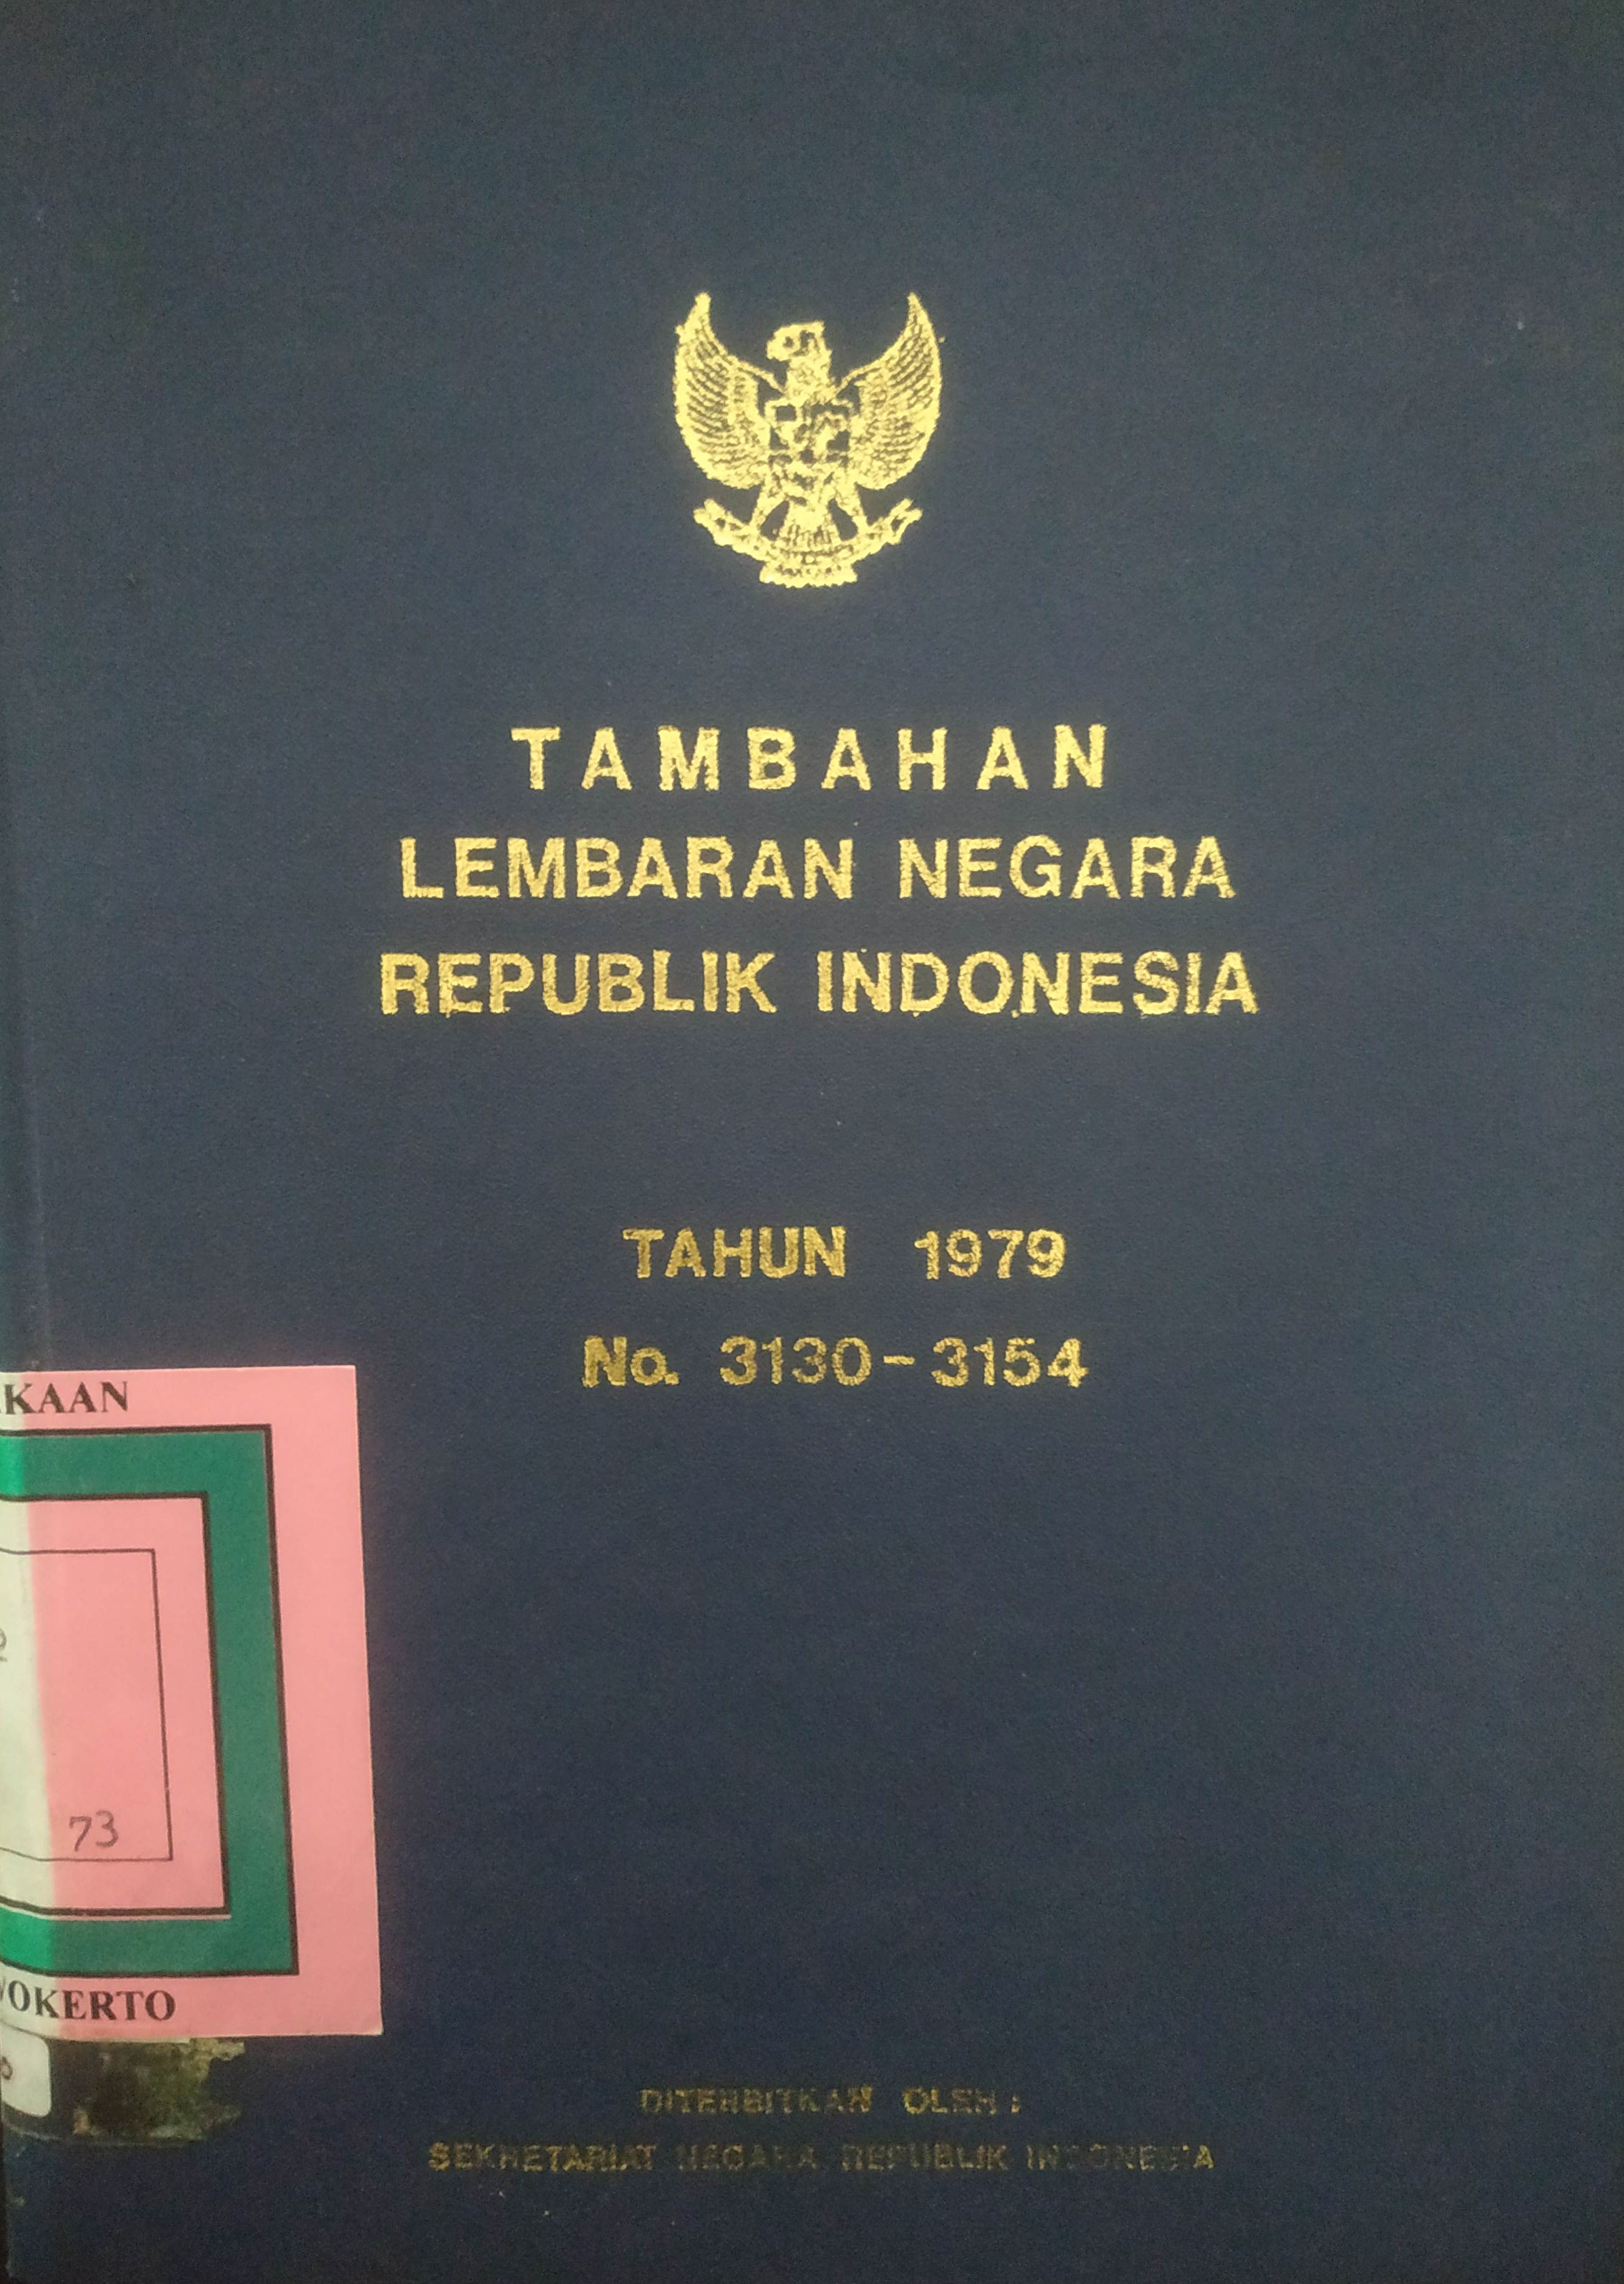 TAMBAHAN
LEMBARAN NEGARA
REPUBLIK INDONESIA
TAHUN 1979
No. 3130-3154
KAAN
73
OKERTO
DITERBITKAN OLEH :
SEKRETARIAT NEGARA REPUBLIK INDONESIA